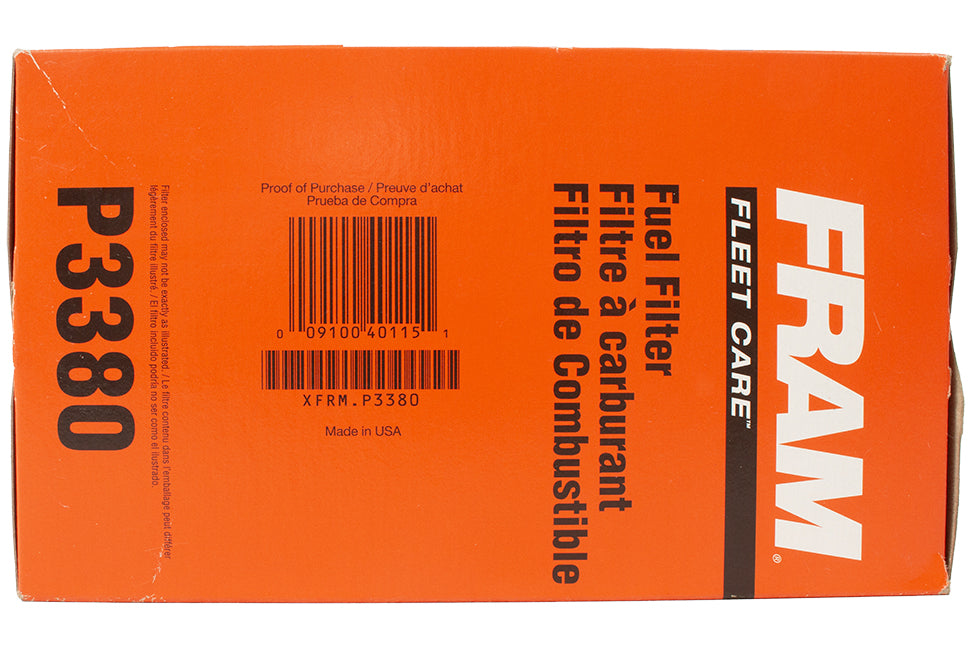 FRAM®
FLEET CARE™
Fuel Filter
Filtre à carburant
Filtro de Combustible
Proof of Purchase / Preuve d'achat
Prueba de Compra
0 09100 40115 1
XFRM-P3380
Made in USA
Filter enclosed may not be exactly as illustrated. / Le filtre contenu dans l'emballage peut différer
légèrement du filtre illustré. / El filtro incluido podría no ser como el ilustrado.
P3380